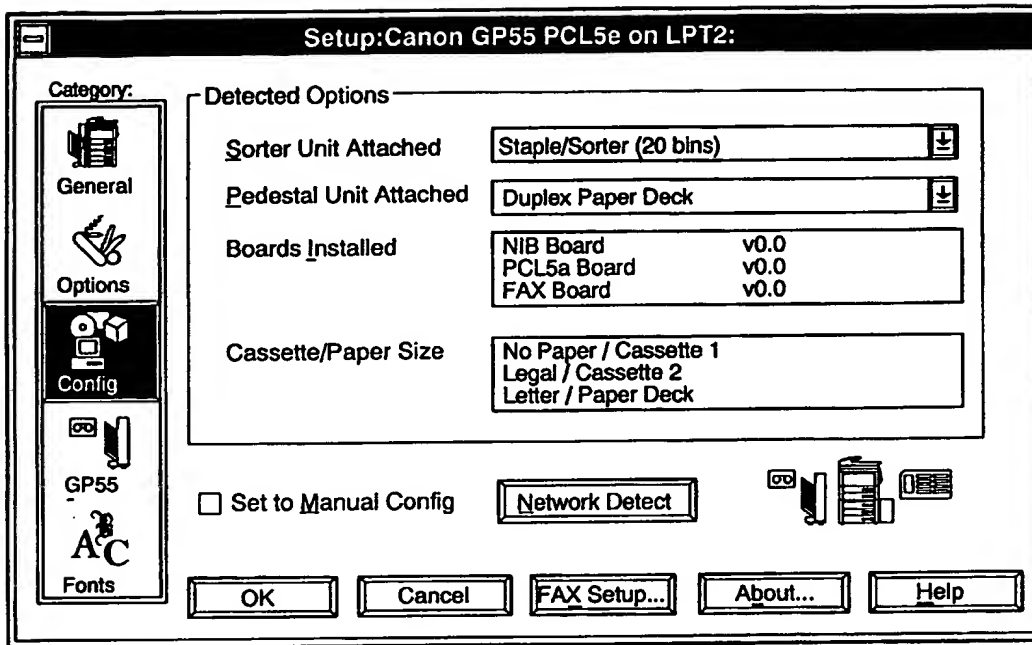 Setup:Canon GP55 PCL5e on LPT2:
Category:
General
Options
Config
GP55
Fonts
Detected Options
Sorter Unit Attached
Staple/Sorter (20 bins)
Pedestal Unit Attached
Duplex Paper Deck
Boards Installed
NIB Board v0.0
PCL5a Board v0.0
FAX Board v0.0
Cassette/Paper Size
No Paper / Cassette 1
Legal / Cassette 2
Letter / Paper Deck
Set to Manual Config
Network Detect
OK
Cancel
FAX Setup...
About...
Help